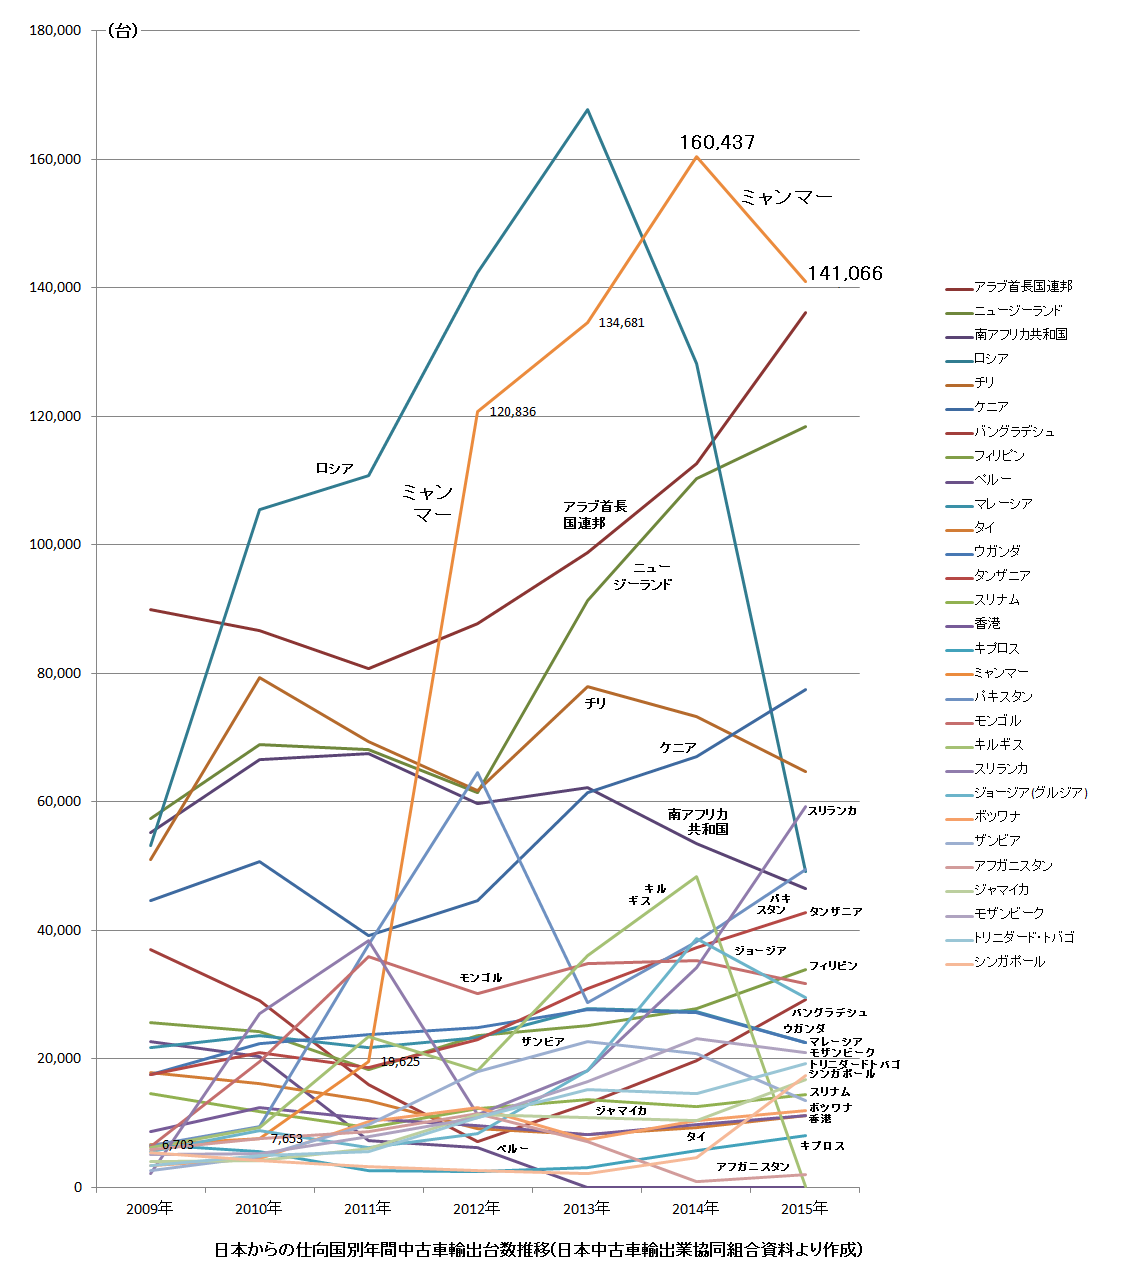 (台)
180,000
160,000
140,000
120,000
100,000
80,000
60,000
40,000
20,000
0
160,437
ミャンマー
141,066
134,681
120,836
ロシア
ミャン
マー
アラブ首長
国連邦
ニュー
ジーランド
チリ
ケニア
南アフリカ
共和国
スリランカ
キル
ギス
パキ
スタン
タンザニア
ジョージア
モンゴル
フィリピン
バングラデシュ
ザンビア
ウガンダ
マレーシア
モザンビーク
19,625
トリニダードトバゴ
シンガポール
スリナム
ジャマイカ
ボツワナ
香港
6,703
7,653
ペルー
タイ
キプロス
アフガニスタン
2009年
2010年
2011年
2012年
2013年
2014年
2015年
日本からの仕向国別年間中古車輸出台数推移(日本中古車輸出業協同組合資料より作成)
アラブ首長国連邦
ニュージーランド
南アフリカ共和国
ロシア
チリ
ケニア
バングラデシュ
フィリピン
ペルー
マレーシア
タイ
ウガンダ
タンザニア
スリナム
香港
キプロス
ミャンマー
パキスタン
モンゴル
キルギス
スリランカ
ジョージア(グルジア)
ボツワナ
ザンビア
アフガニスタン
ジャマイカ
モザンビーク
トリニダード・トバゴ
シンガポール